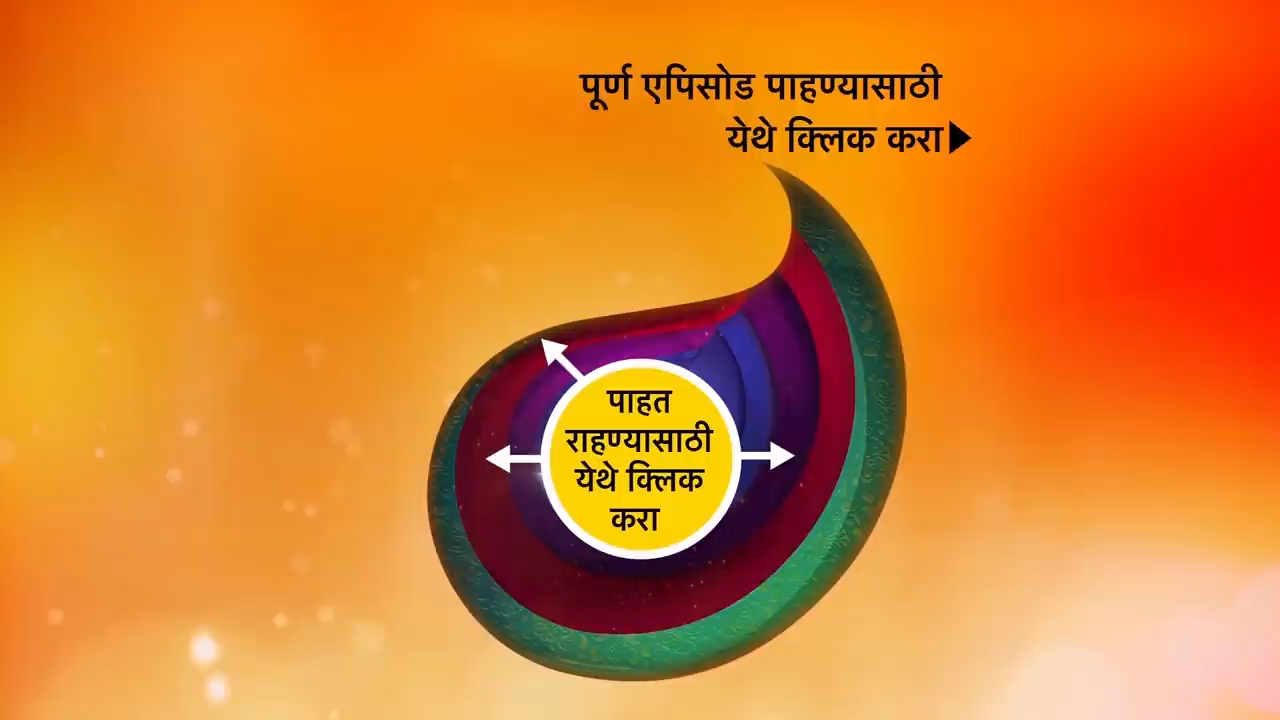 पूर्ण एपिसोड पाहण्यासाठी
येथे क्लिक करा
पाहत
राहण्यासाठी
येथे क्लिक
करा